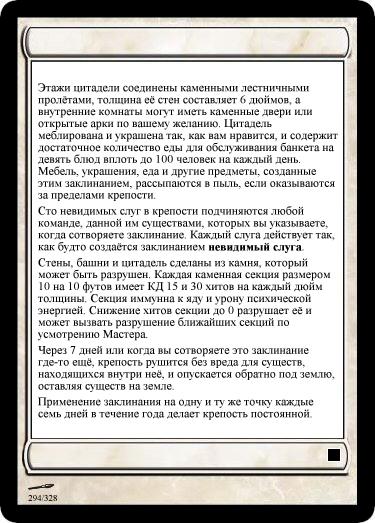 Этажи цитадели соединены каменными лестничными
пролётами, толщина её стен составляет 6 дюймов, а
внутренние комнаты могут иметь каменные двери или
открытые арки по вашему желанию. Цитадель
меблирована и украшена так, как вам нравится, и содержит
достаточное количество еды для обслуживания банкета на
девять блюд вплоть до 100 человек на каждый день.
Мебель, украшения, еда и другие предметы, созданные
этим заклинанием, рассыпаются в пыль, если оказываются
за пределами крепости.
Сто невидимых слуг в крепости подчиняются любой
команде, данной им существами, которых вы указываете,
когда сотворяете заклинание. Каждый слуга действует так,
как будто создаётся заклинанием невидимый слуга.
Стены, башни и цитадель сделаны из камня, который
может быть разрушен. Каждая каменная секция размером
10 на 10 футов имеет КД 15 и 30 хитов на каждый дюйм
толщины. Секция иммунна к яду и урону психической
энергией. Снижение хитов секции до 0 разрушает её и
может вызвать разрушение ближайших секций по
усмотрению Мастера.
Через 7 дней или когда вы сотворяете это заклинание
где-то ещё, крепость рушится без вреда для существ,
находящихся внутри неё, и опускается обратно под землю,
оставляя существ на земле.
Применение заклинания на одну и ту же точку каждые
семь дней в течение года делает крепость постоянной.
294/328